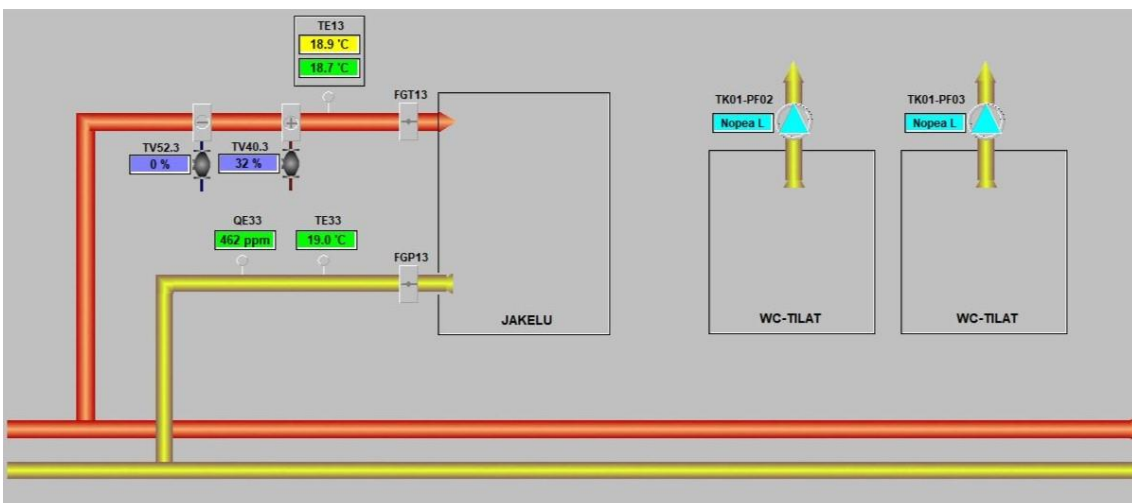 TE13
18.9 'C
18.7 'C
FGT13
TV52.3
0 %
TV40.3
32 %
QE33
462 ppm
TE33
19.0 'C
FGP13
JAKELU
TK01-PF02
Nopea L
WC-TILAT
TK01-PF03
Nopea L
WC-TILAT